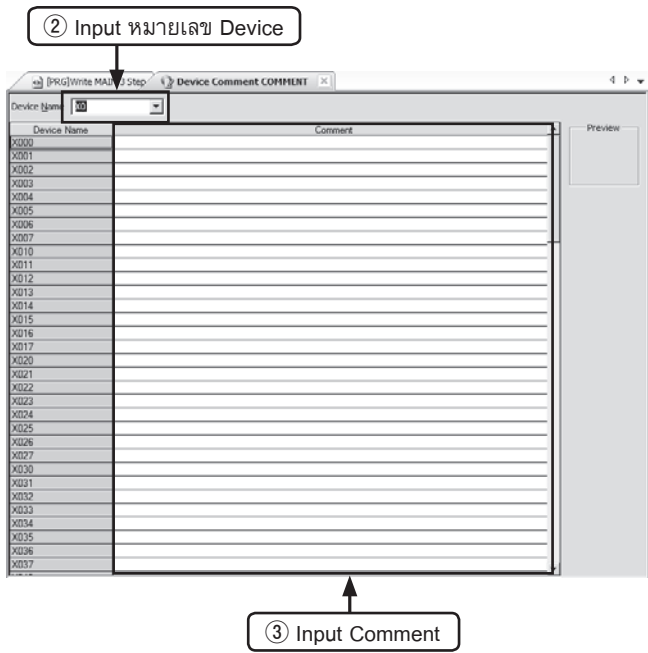 ② Input หมายเลข Device
[PRG]Write MAIN 3 Step
Device Comment COMMENT
Device Name X0
Device Name Comment Preview
X000
X001
X002
X003
X004
X005
X006
X007
X010
X011
X012
X013
X014
X015
X016
X017
X020
X021
X022
X023
X024
X025
X026
X027
X030
X031
X032
X033
X034
X035
X036
X037
③ Input Comment